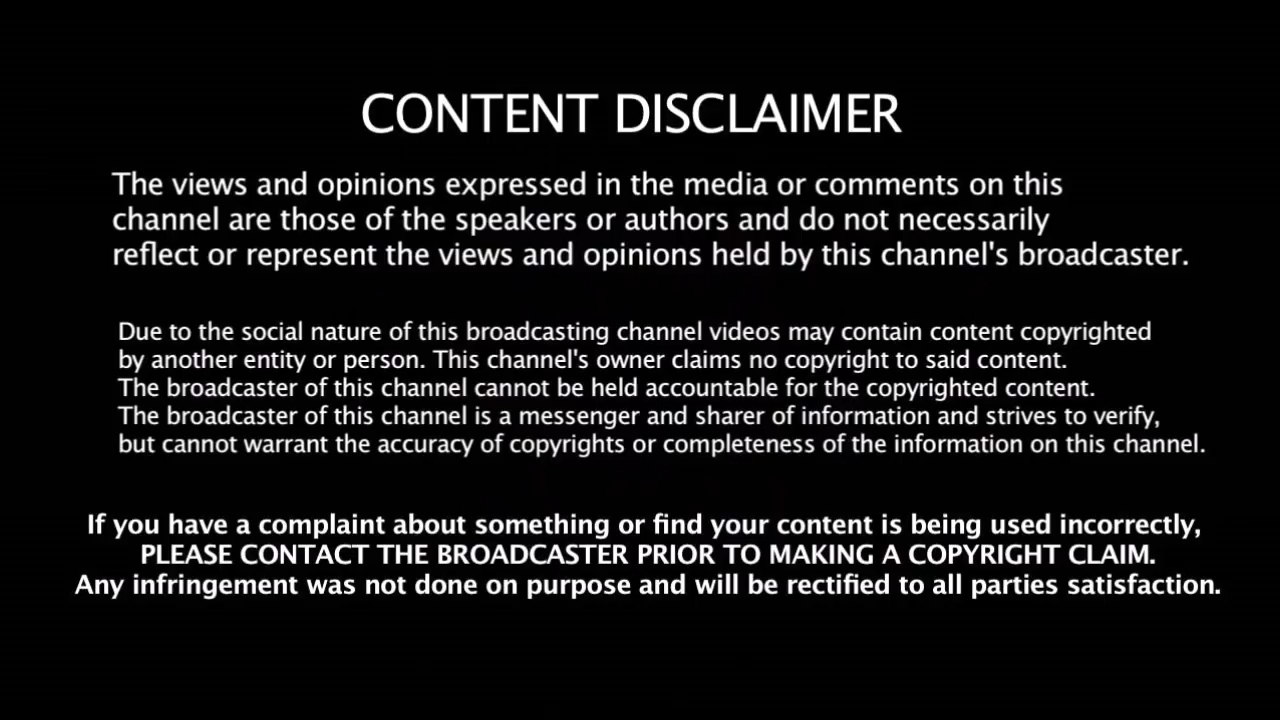 CONTENT DISCLAIMER
The views and opinions expressed in the media or comments on this
channel are those of the speakers or authors and do not necessarily
reflect or represent the views and opinions held by this channel's broadcaster.
Due to the social nature of this broadcasting channel videos may contain content copyrighted
by another entity or person. This channel's owner claims no copyright to said content.
The broadcaster of this channel cannot be held accountable for the copyrighted content.
The broadcaster of this channel is a messenger and sharer of information and strives to verify,
but cannot warrant the accuracy of copyrights or completeness of the information on this channel.
If you have a complaint about something or find your content is being used incorrectly,
PLEASE CONTACT THE BROADCASTER PRIOR TO MAKING A COPYRIGHT CLAIM.
Any infringement was not done on purpose and will be rectified to all parties satisfaction.